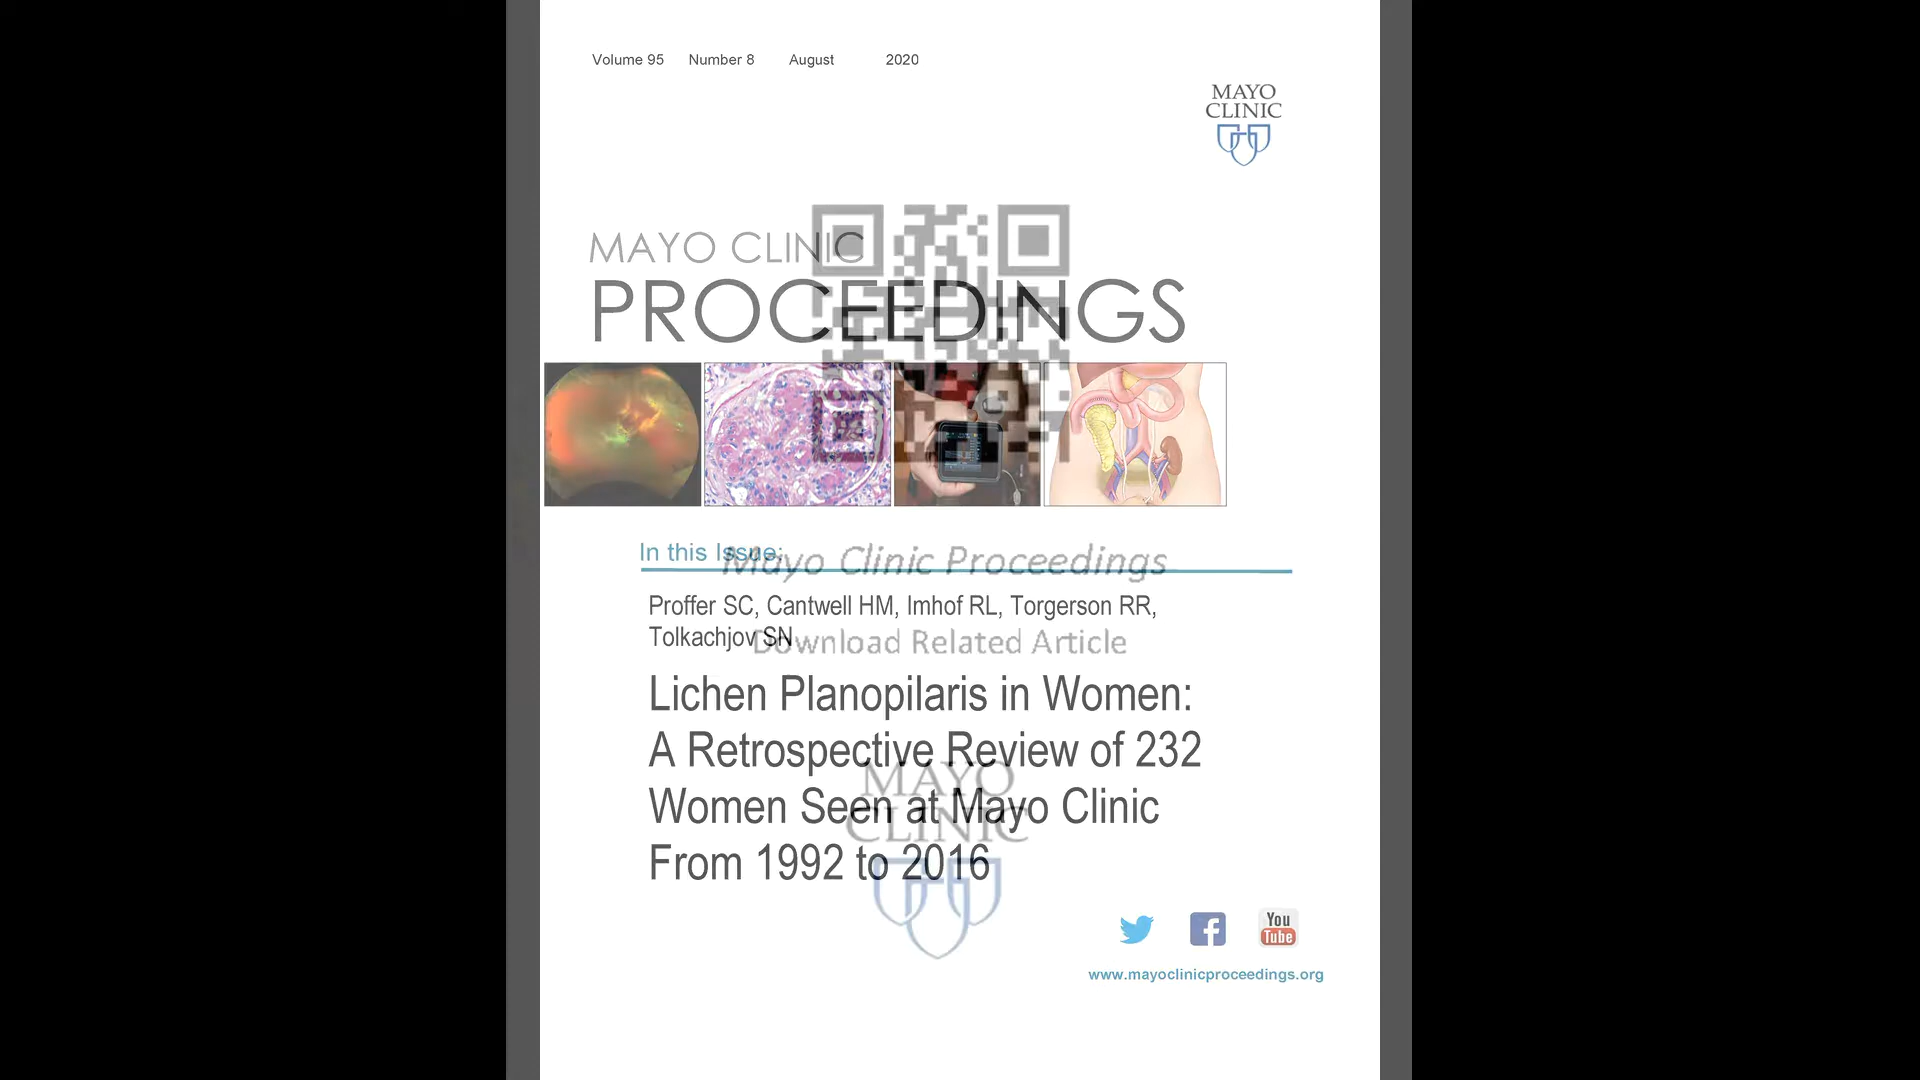 Volume 95 Number 8 August 2020
MAYO
CLINIC
MAYO CLINIC
PROCEEDINGS
In this Issue:
Mayo Clinic Proceedings
Proffer SC, Cantwell HM, Imhof RL, Torgerson RR,
Tolkachjov SN
Download Related Article
Lichen Planopilaris in Women:
A Retrospective Review of 232
Women Seen at Mayo Clinic
From 1992 to 2016
MAYO
CLINIC
You
Tube
www.mayoclinicproceedings.org